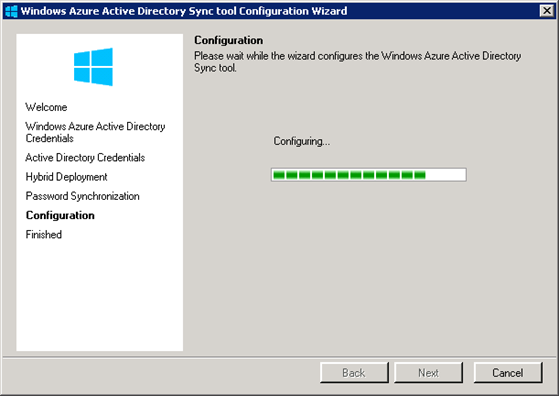 Windows Azure Active Directory Sync tool Configuration Wizard
Welcome
Windows Azure Active Directory
Credentials
Active Directory Credentials
Hybrid Deployment
Password Synchronization
Configuration
Finished
Configuration
Please wait while the wizard configures the Windows Azure Active Directory
Sync tool.
Configuring...
Back
Next
Cancel